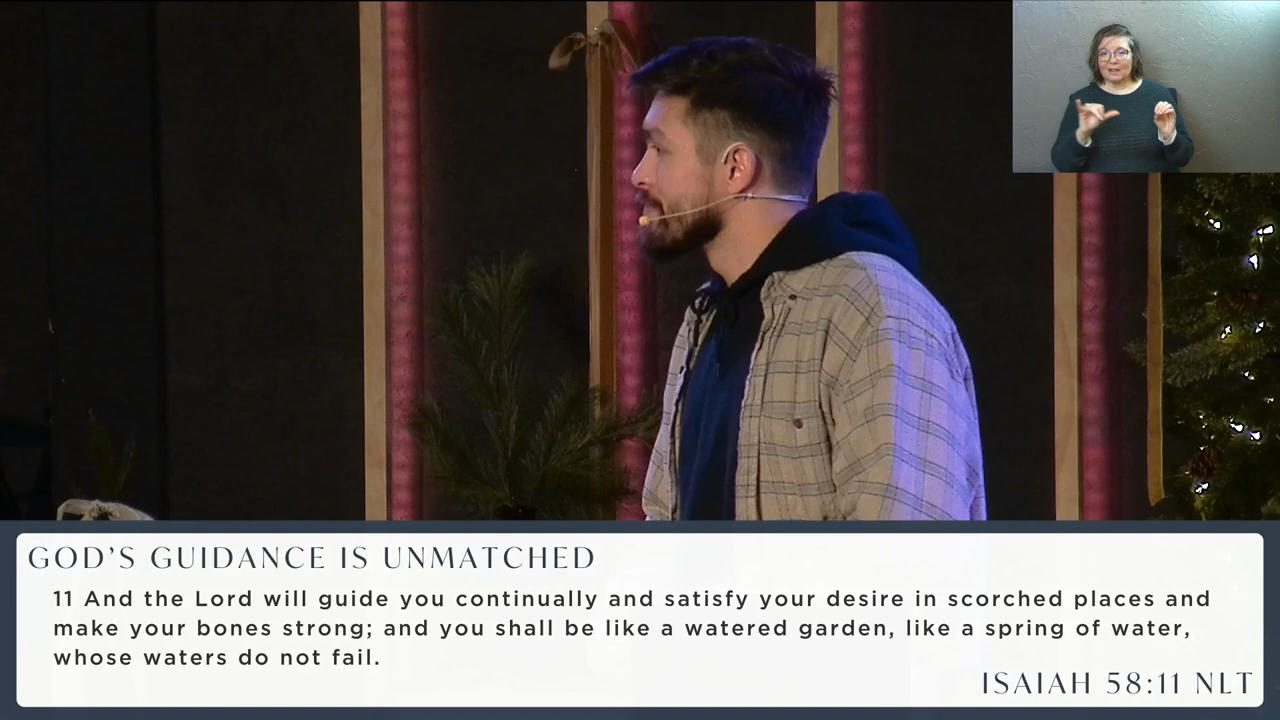 GOD'S GUIDANCE IS UNMATCHED
11 And the Lord will guide you continually and satisfy your desire in scorched places and
make your bones strong; and you shall be like a watered garden, like a spring of water,
whose waters do not fail.
ISAIAH 58:11 NLT